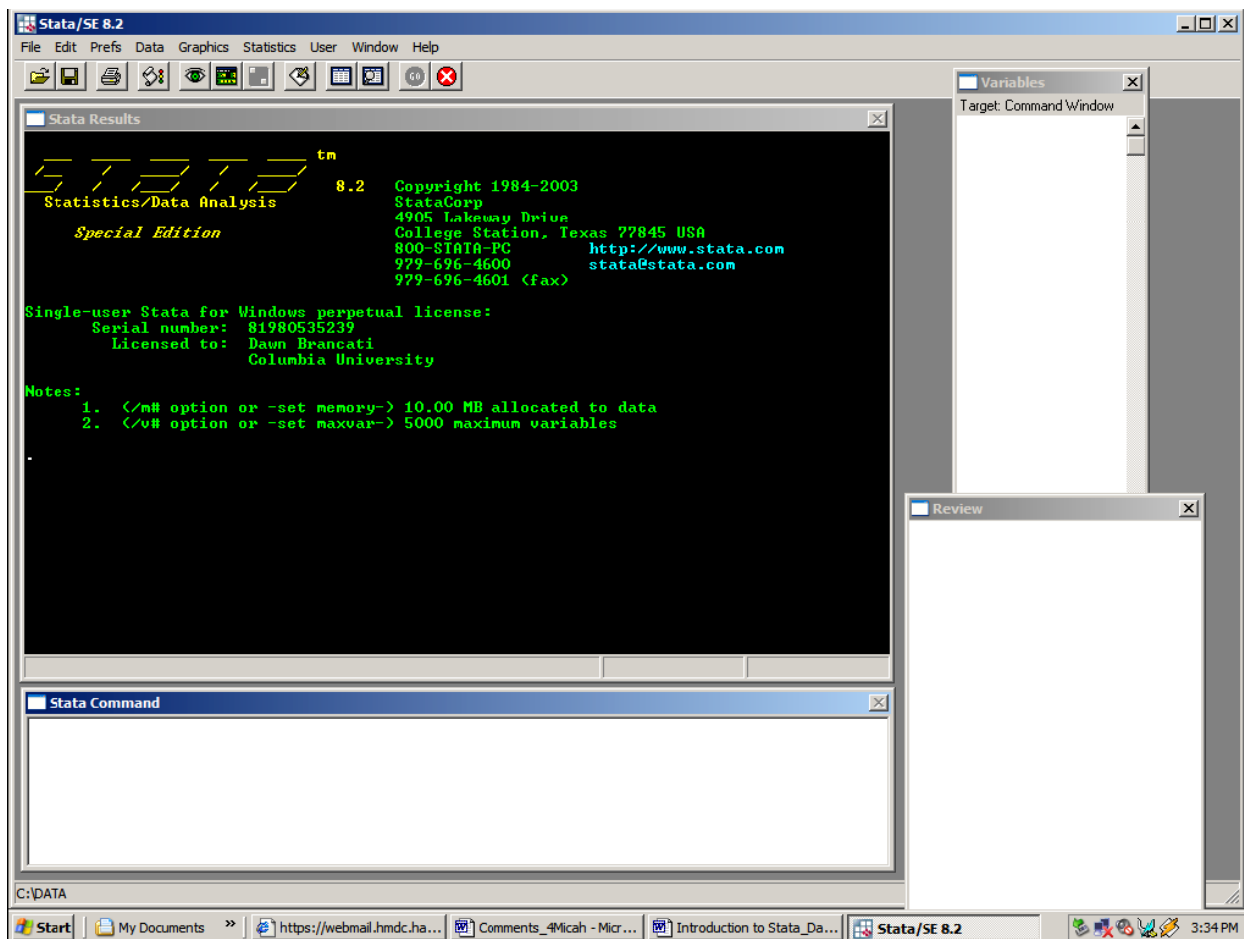 Stata/SE 8.2
File Edit Prefs Data Graphics Statistics User Window Help
GO
Stata Results
STATA tm
8.2 Copyright 1984-2003
Statistics/Data Analysis StataCorp
4905 Lakeway Drive
Special Edition College Station, Texas 77845 USA
800-STATA-PC http://www.stata.com
979-696-4600 stata@stata.com
979-696-4601 (fax)
Single-user Stata for Windows perpetual license:
Serial number: 81980535239
Licensed to: Dawn Brancati
Columbia University
Notes:
1. (/m# option or -set memory-) 10.00 MB allocated to data
2. (/v# option or -set maxvar-) 5000 maximum variables
.
Variables
Target: Command Window
Review
Stata Command
C:\DATA
Start My Documents » https://webmail.hmdc.ha... Comments_4Micah - Micr... Introduction to Stata_Da... Stata/SE 8.2 3:34 PM